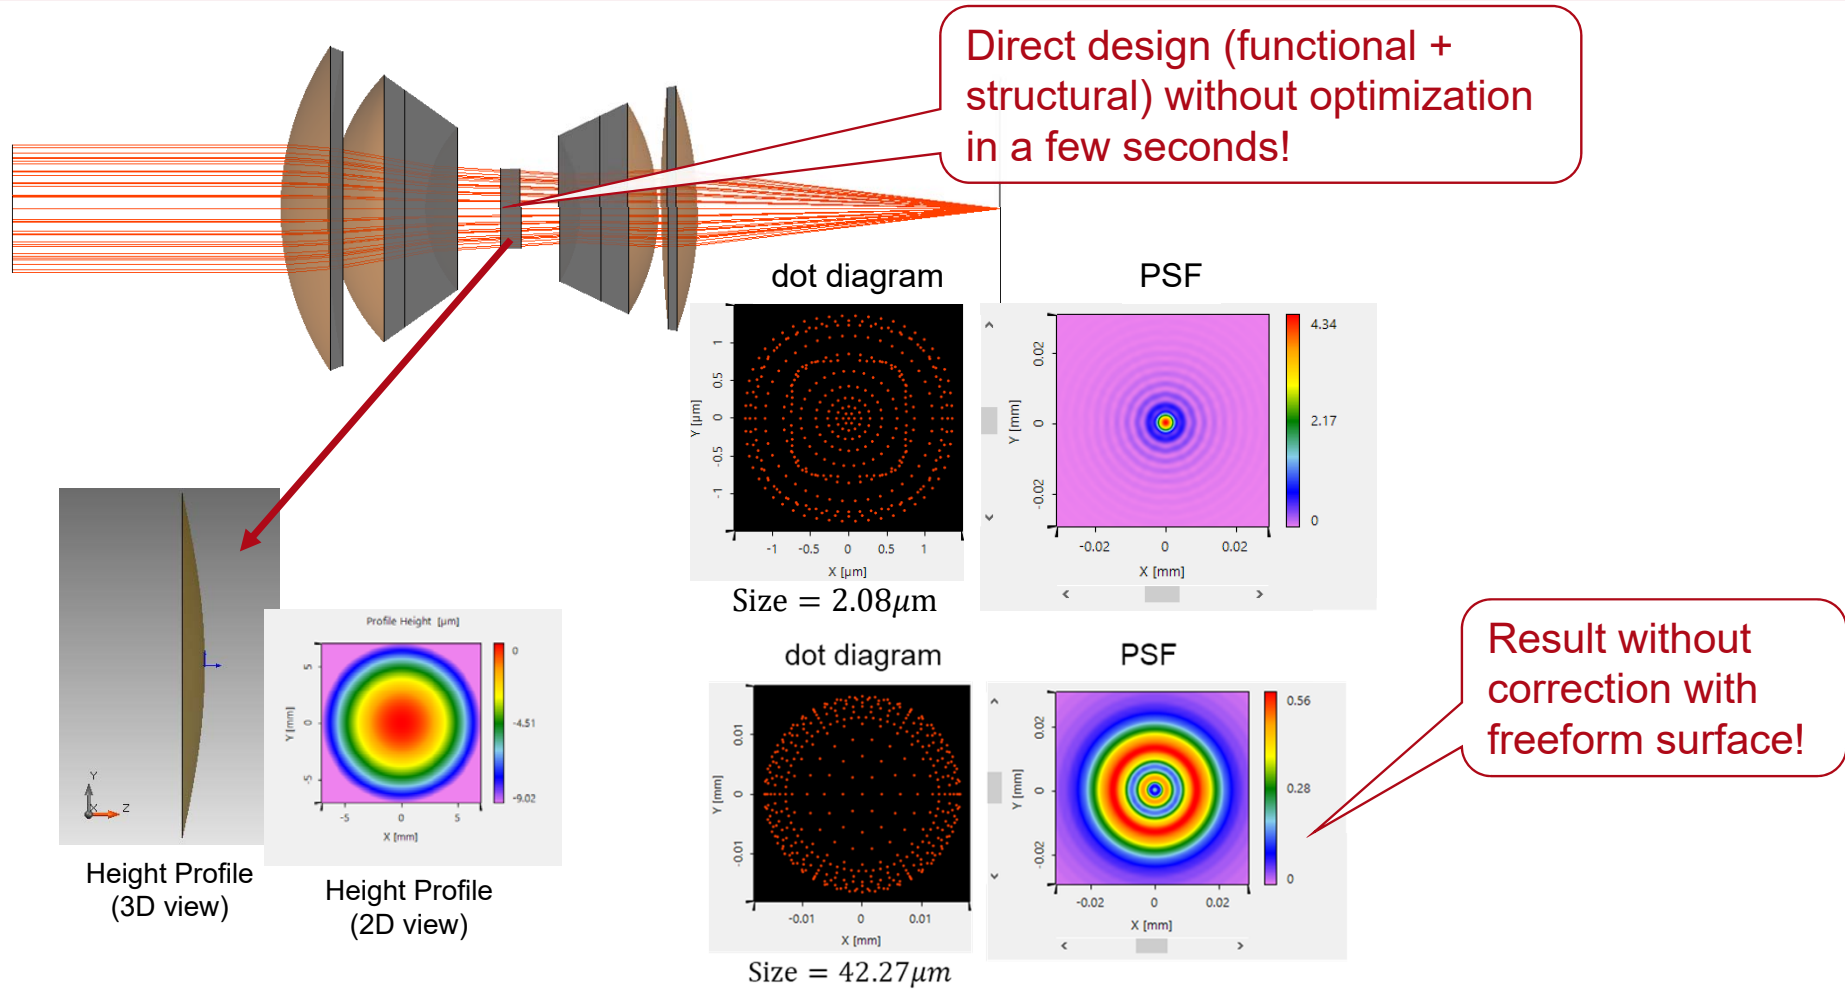 Direct design (functional +
structural) without optimization
in a few seconds!
dot diagram
PSF
1
0.5
0
-0.5
-1
Y [µm]
-1 -0.5 0 0.5 1
X [µm]
Size = 2.08μm
0.02
0
-0.02
Y [mm]
-0.02 0 0.02
X [mm]
4.34
2.17
0
Y
X
Z
Height Profile
(3D view)
Profile Height [µm]
5
0
-5
Y [mm]
-5 0 5
X [mm]
0
-4.51
-9.02
Height Profile
(2D view)
dot diagram
PSF
0.01
0
-0.01
Y [mm]
-0.01 0 0.01
X [mm]
Size = 42.27μm
0.02
0
-0.02
Y [mm]
-0.02 0 0.02
X [mm]
0.56
0.28
0
Result without
correction with
freeform surface!